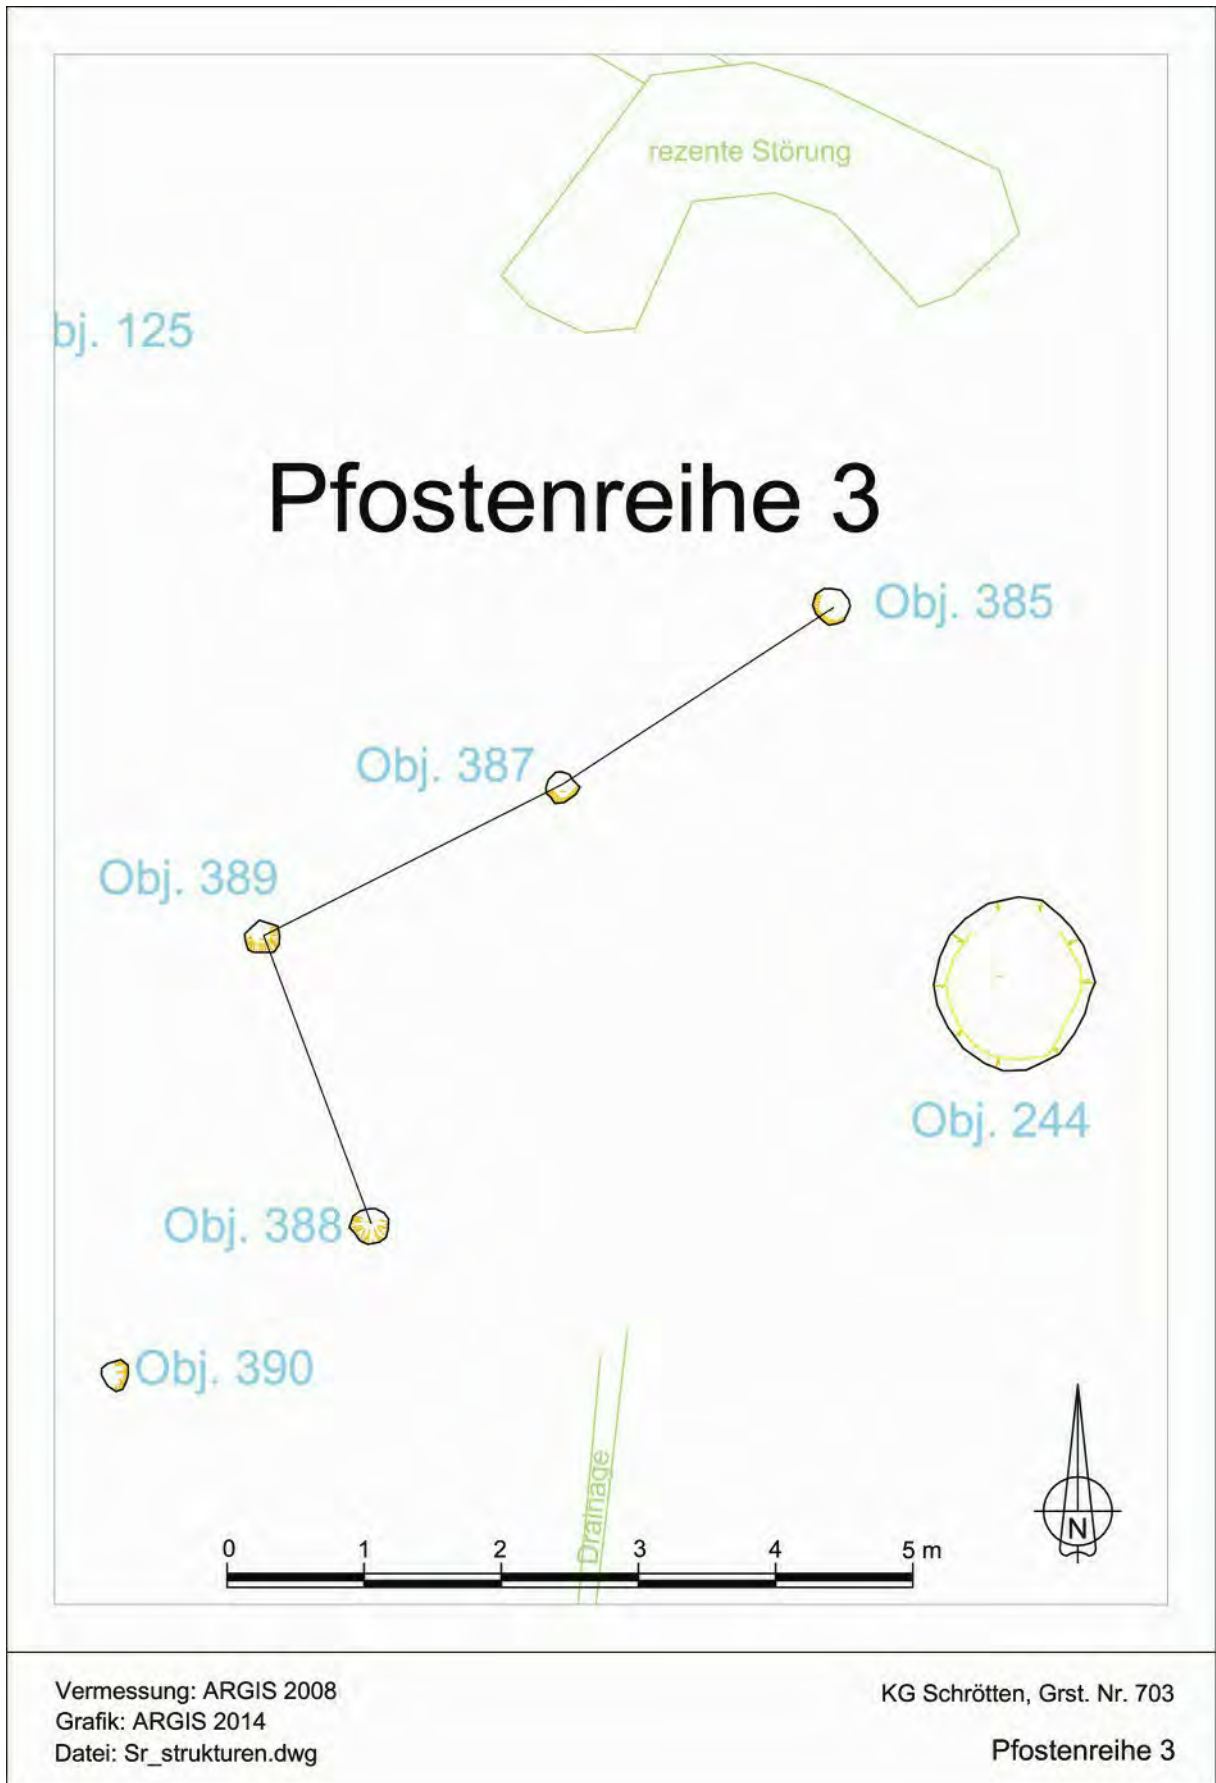 rezente Störung
bj. 125
Pfostenreihe 3
Obj. 385
Obj. 387
Obj. 389
Obj. 244
Obj. 388
Obj. 390
Drainage
N
0 1 2 3 4 5 m
Vermessung: ARGIS 2008
Grafik: ARGIS 2014
Datei: Sr_strukturen.dwg
KG Schrötten, Grst. Nr. 703
Pfostenreihe 3